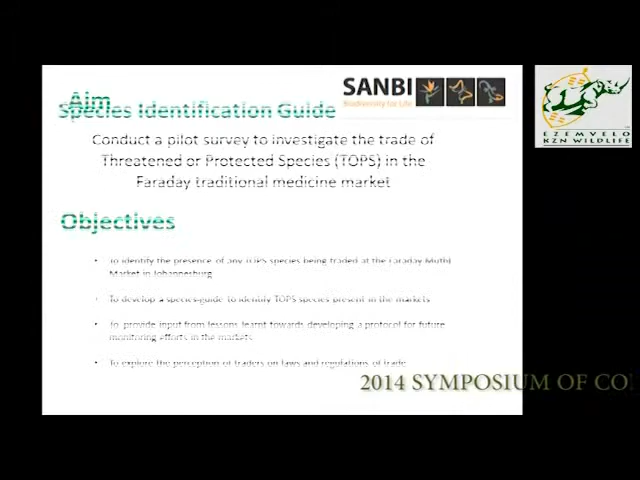 Aim
Species Identification Guide
SANBI
Biodiversity for Life
EZEMVELO
KZN WILDLIFE
Conduct a pilot survey to investigate the trade of
Threatened or Protected Species (TOPS) in the
Faraday traditional medicine market
Objectives
• To identify the presence of any TOPS species being traded at the Faraday Muthi
Market in Johannesburg
• To develop a species-guide to identify TOPS species present in the markets
• To provide input from lessons learnt towards developing a protocol for future
monitoring efforts in the markets
• To explore the perception of traders on laws and regulations of trade
2014 SYMPOSIUM OF CO